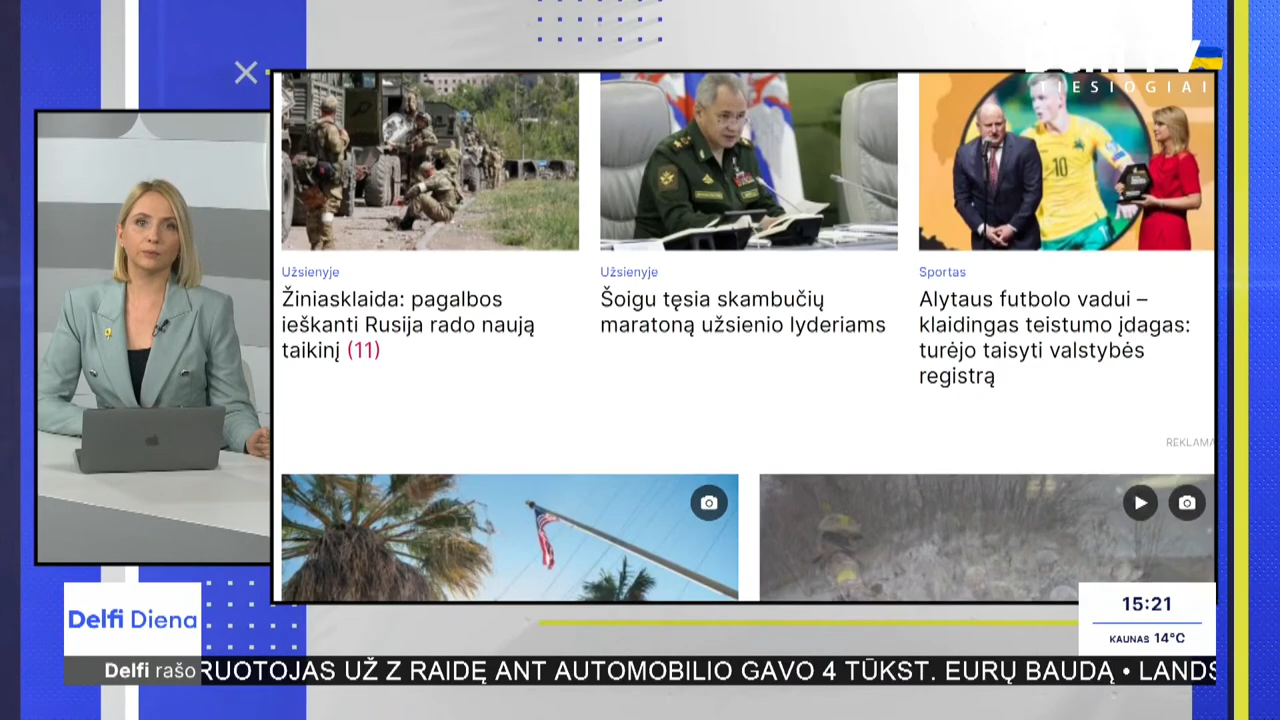 TIESIOGIAI
10
Užsienyje
Žiniasklaida: pagalbos
ieškanti Rusija rado naują
taikinį (11)
Užsienyje
Šoigu tęsia skambučių
maratoną užsienio lyderiams
Sportas
Alytaus futbolo vadui –
klaidingas teistumo įdagas:
turėjo taisyti valstybės
registrą
REKLAMA
15:21
KAUNAS 14°C
Delfi Diena
Delfi rašo
RUOTOJAS UŽ Z RAIDĘ ANT AUTOMOBILIO GAVO 4 TŪKST. EURŲ BAUDĄ • LANDS